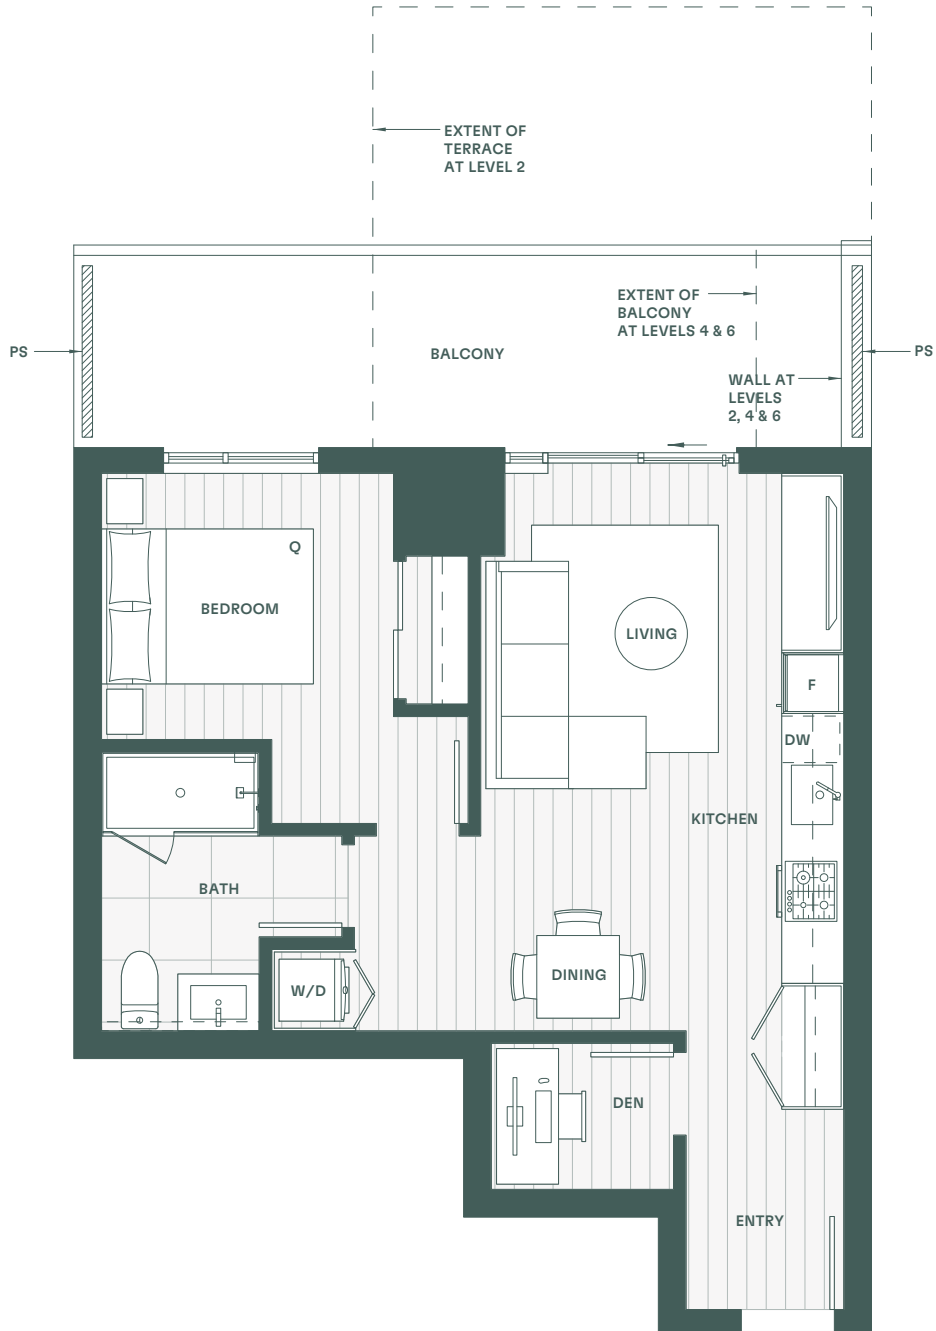 EXTENT OF
TERRACE
AT LEVEL 2
EXTENT OF
BALCONY
AT LEVELS 4 & 6
PS
BALCONY
PS
WALL AT
LEVELS
2, 4 & 6
Q
BEDROOM
LIVING
F
DW
KITCHEN
BATH
DINING
W/D
DEN
ENTRY